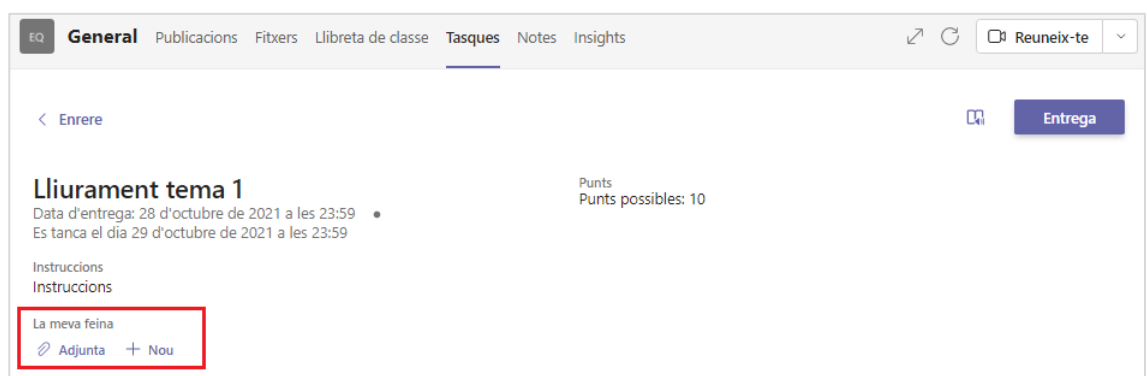 EQ General Publicacions Fitxers Llibreta de classe Tasques Notes Insights Reuneix-te
Enrere Entrega
Lliurament tema 1
Data d'entrega: 28 d'octubre de 2021 a les 23:59
Es tanca el dia 29 d'octubre de 2021 a les 23:59
Punts
Punts possibles: 10
Instruccions
Instruccions
La meva feina
Adjunta + Nou